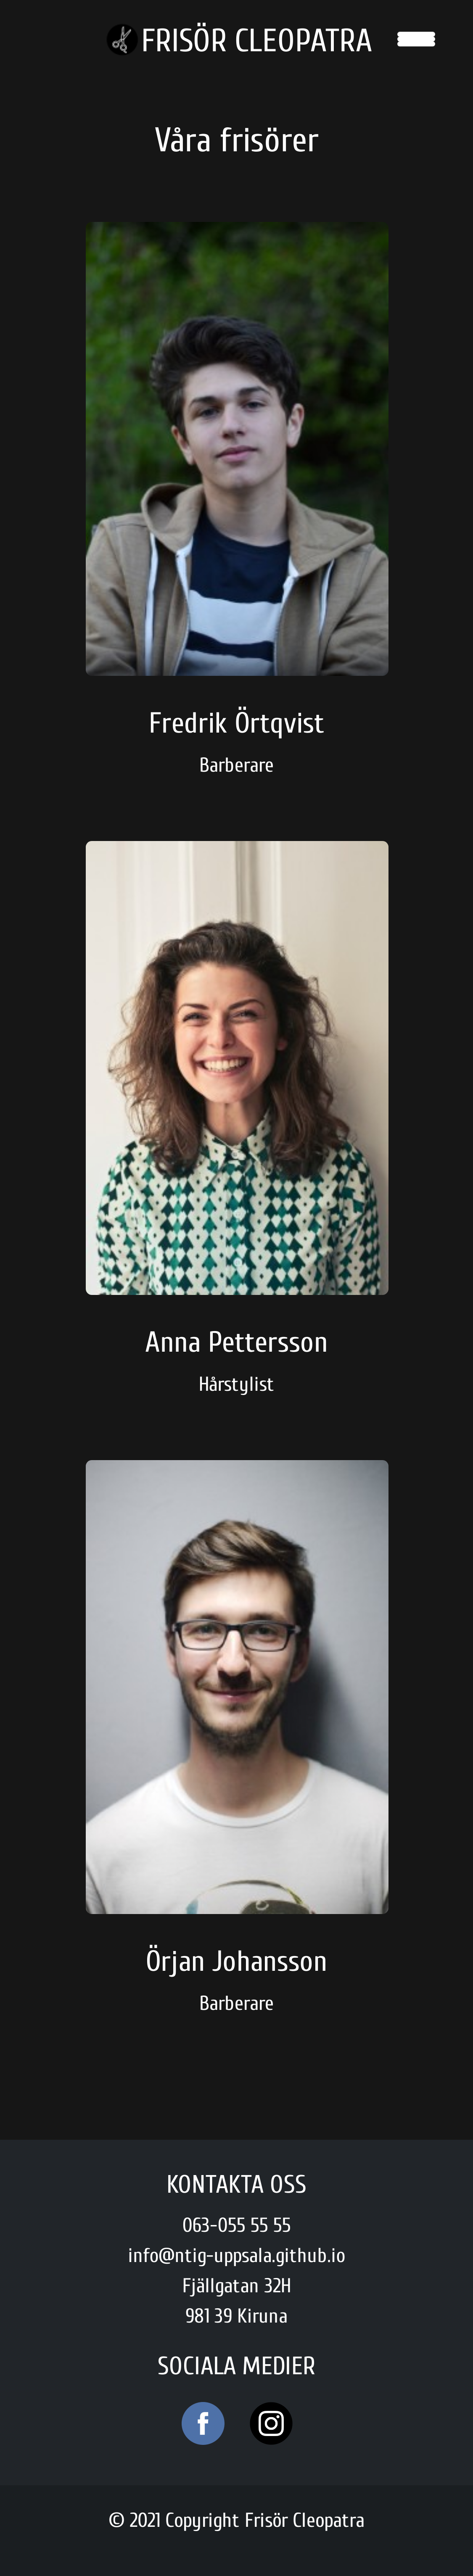 FRISÖR CLEOPATRA
Våra frisörer
Fredrik Örtqvist
Barberare
Anna Pettersson
Hårstylist
Örjan Johansson
Barberare
KONTAKTA OSS
063-055 55 55
info@ntig-uppsala.github.io
Fjällgatan 32H
981 39 Kiruna
SOCIALA MEDIER
© 2021 Copyright Frisör Cleopatra